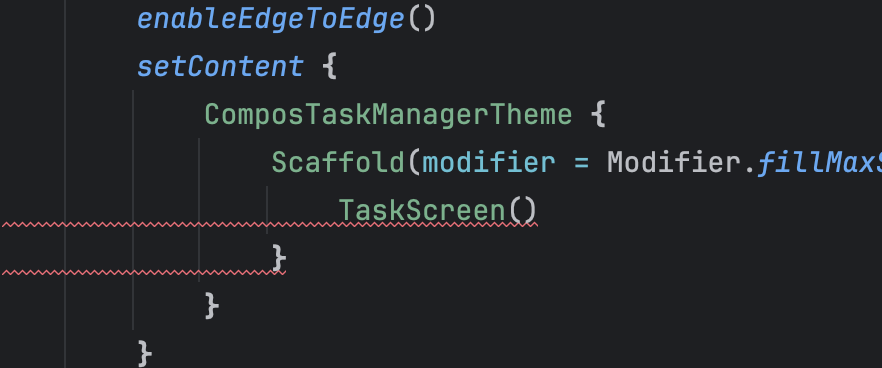 enableEdgeToEdge()
setContent {
ComposTaskManagerTheme {
Scaffold(modifier = Modifier.fillMaxS
TaskScreen()
}
}
}